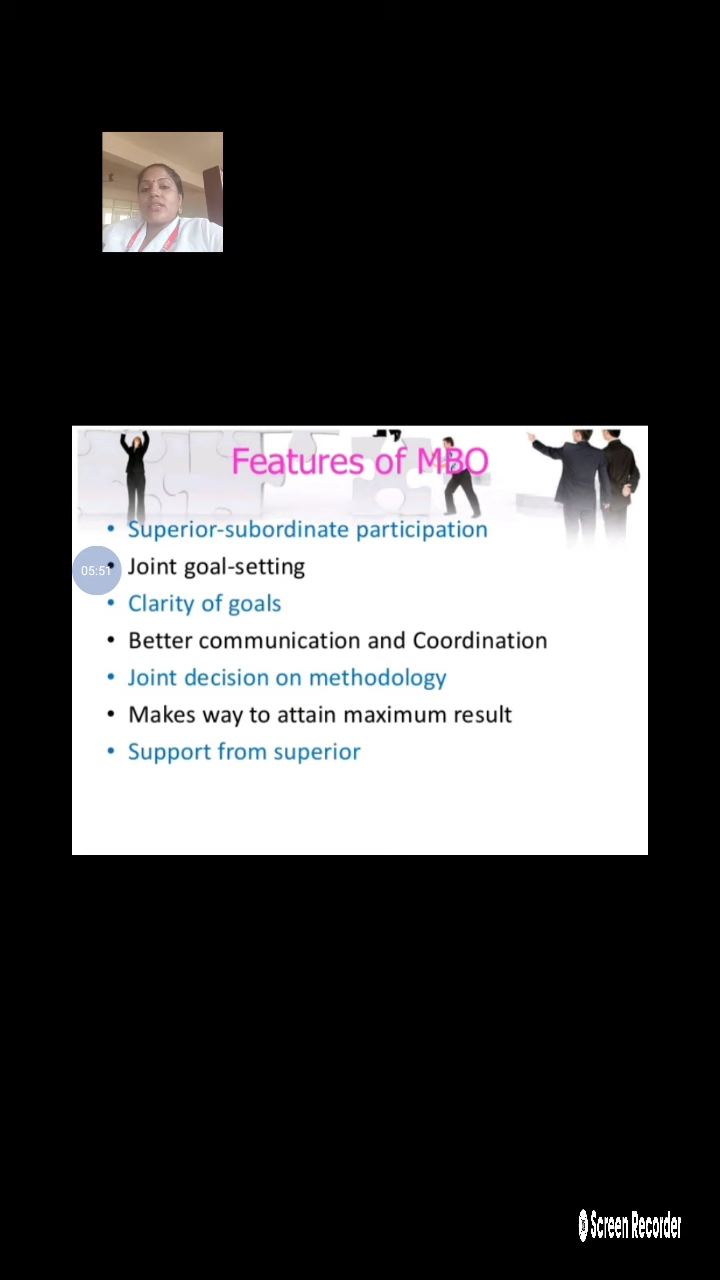 Features of MBO
• Superior-subordinate participation
05:51
• Joint goal-setting
• Clarity of goals
• Better communication and Coordination
• Joint decision on methodology
• Makes way to attain maximum result
• Support from superior
Screen Recorder